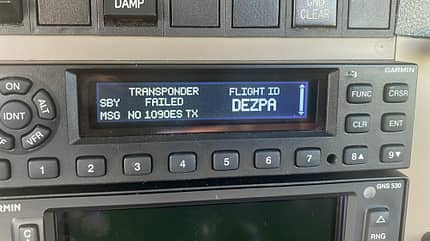 DAMP
GND
CLEAR
GARMIN
ON
ALT
IDNT
VFR
TRANSPONDER FLIGHT ID
SBY FAILED DEZPA
MSG NO 1090ES TX
FUNC CRSR
CLR ENT
1 2 3 4 5 6 7 8▲ 9▼
GNS 530
C
RNG